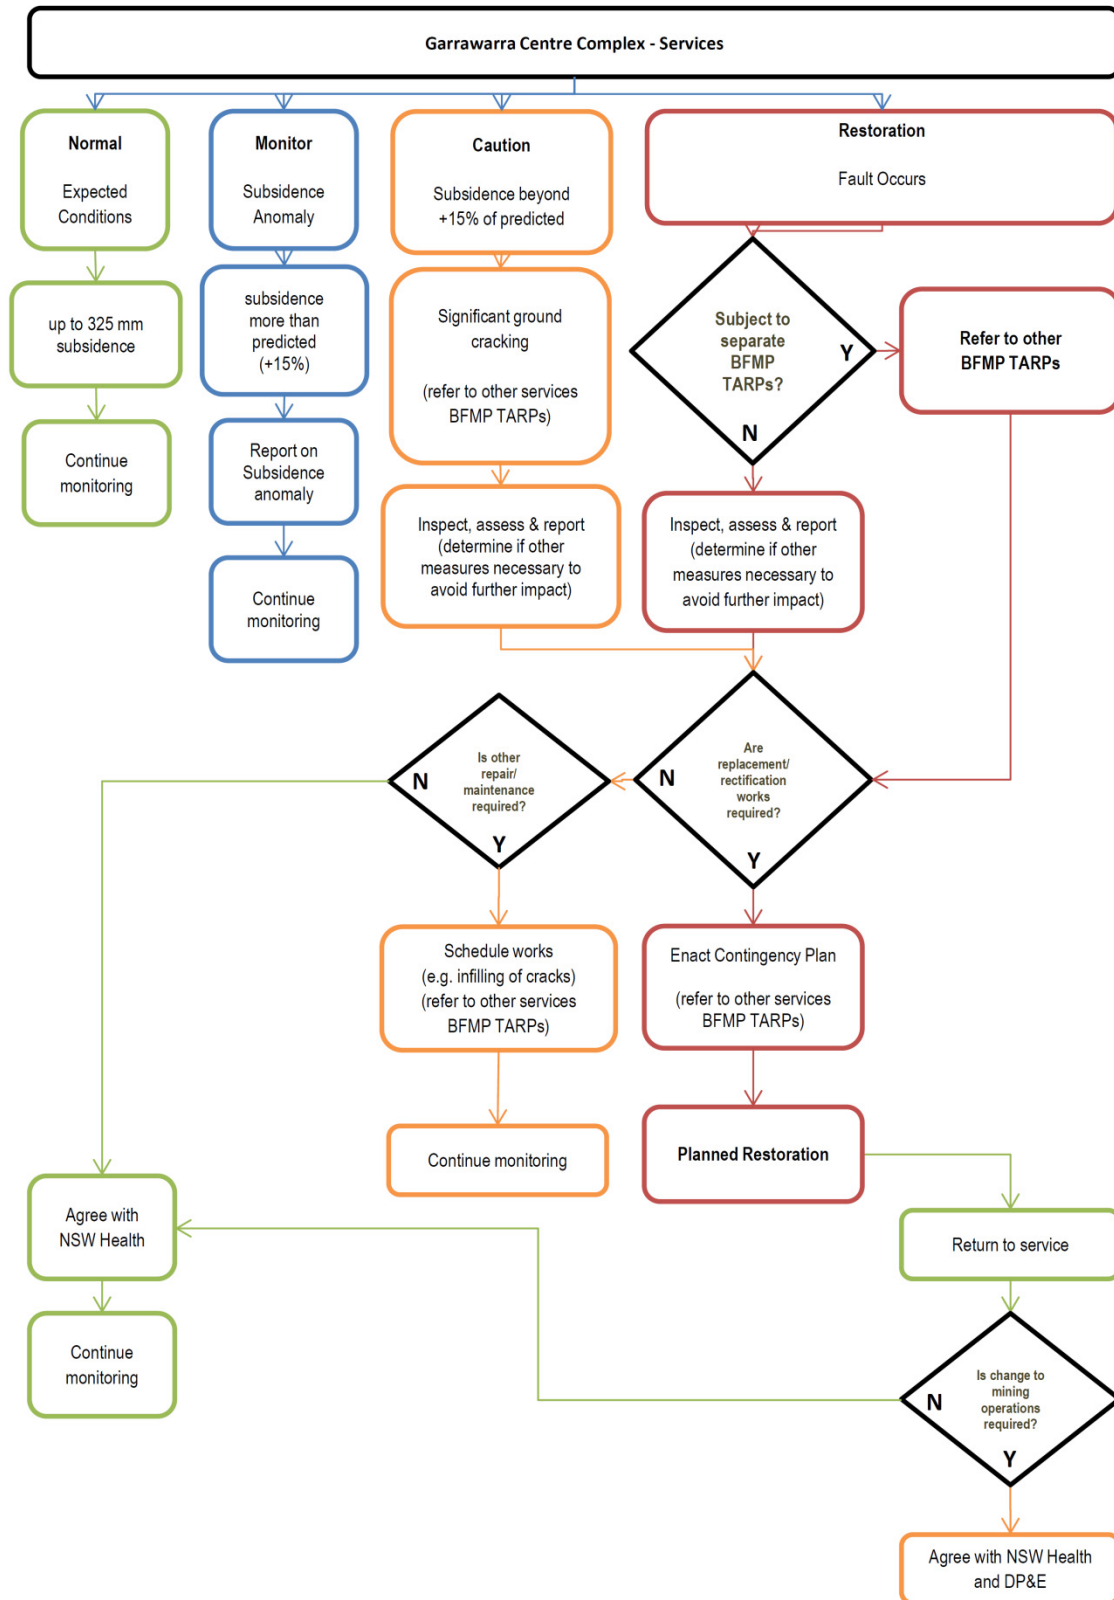 Garrawarra Centre Complex - Services
Normal
Expected
Conditions
up to 325 mm
subsidence
Continue
monitoring
Monitor
Subsidence
Anomaly
subsidence
more than
predicted
(+15%)
Report on
Subsidence
anomaly
Continue
monitoring
Caution
Subsidence beyond
+15% of predicted
Significant ground
cracking
(refer to other services
BFMP TARPs)
Inspect, assess & report
(determine if other
measures necessary to
avoid further impact)
Restoration
Fault Occurs
Subject to
separate
BFMP
TARPs?
Y
N
Refer to other
BFMP TARPs
Inspect, assess & report
(determine if other
measures necessary to
avoid further impact)
Are
replacement/
rectification
works
required?
N
Y
Is other
repair/
maintenance
required?
N
Y
Schedule works
(e.g. infilling of cracks)
(refer to other services
BFMP TARPs)
Continue monitoring
Enact Contingency Plan
(refer to other services
BFMP TARPs)
Planned Restoration
Agree with
NSW Health
Continue
monitoring
Return to service
Is change to
mining
operations
required?
N
Y
Agree with NSW Health
and DP&E